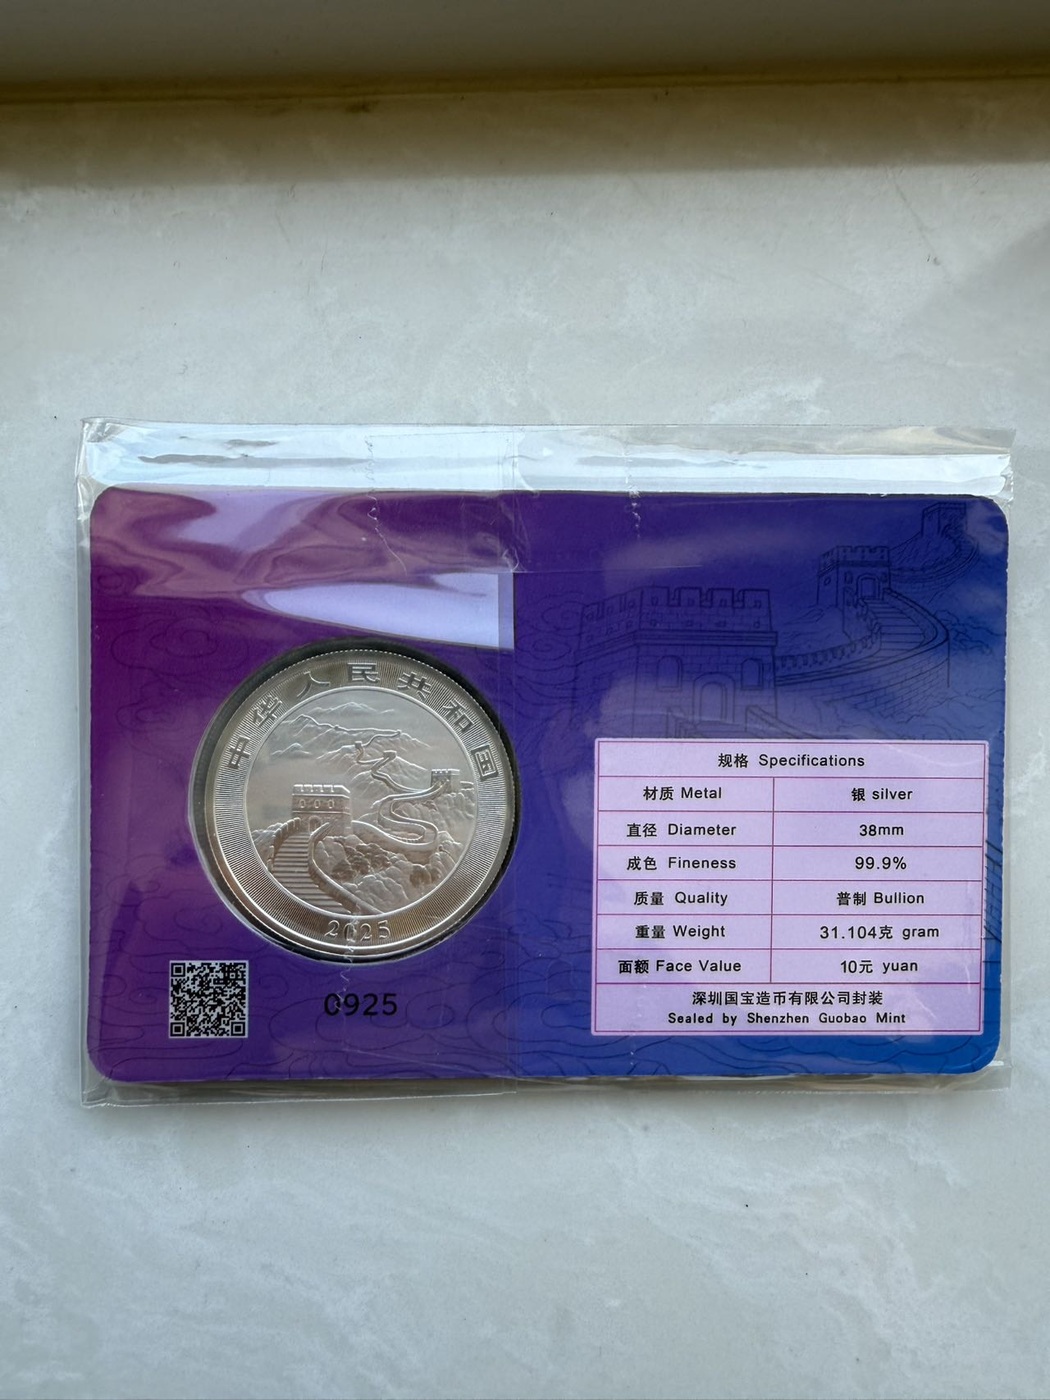 中华人民共和国
2025
0925
规格 Specifications
材质 Metal 银 silver
直径 Diameter 38mm
成色 Fineness 99.9%
质量 Quality 普制 Bullion
重量 Weight 31.104克 gram
面额 Face Value 10元 yuan
深圳国宝造币有限公司封装
Sealed by Shenzhen Guobao Mint